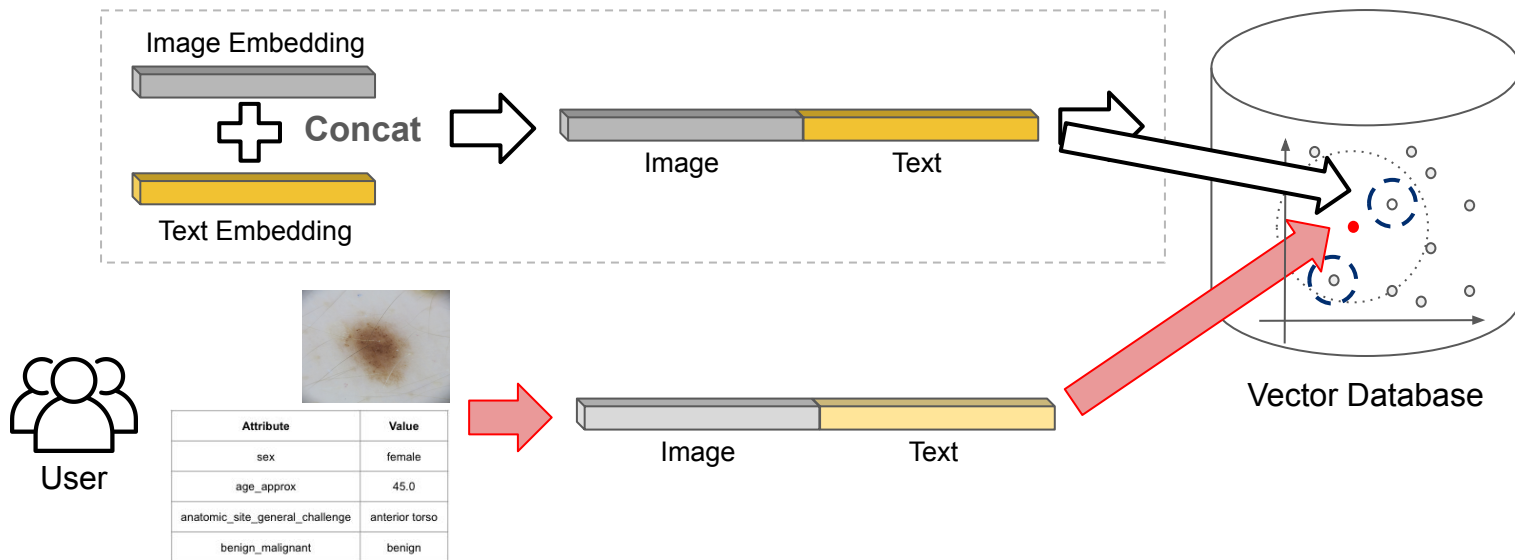 Image Embedding
Concat
Text Embedding
Image Text
Vector Database
User
Attribute Value
sex female
age_approx 45.0
anatomic_site_general_challenge anterior torso
benign_malignant benign
Image Text